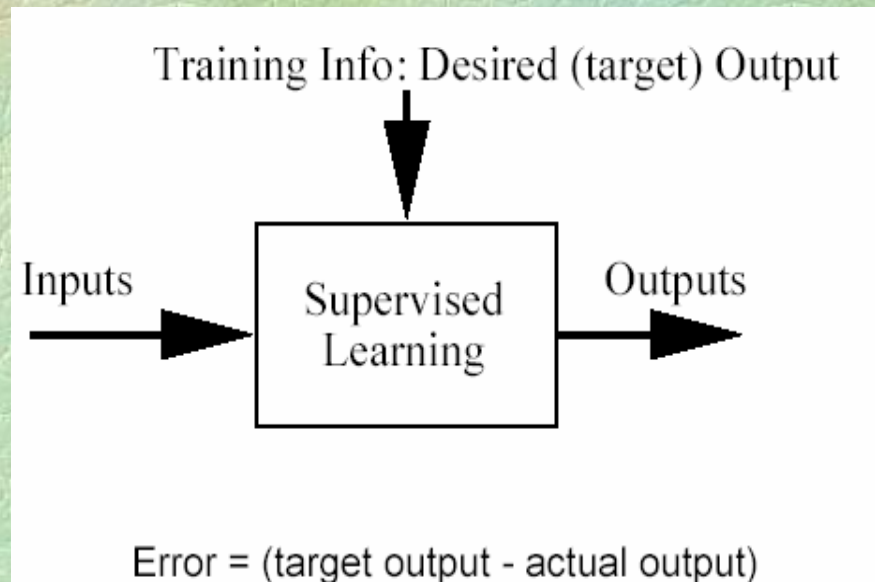 Training Info: Desired (target) Output
Inputs
Supervised
Learning
Outputs
Error = (target output - actual output)